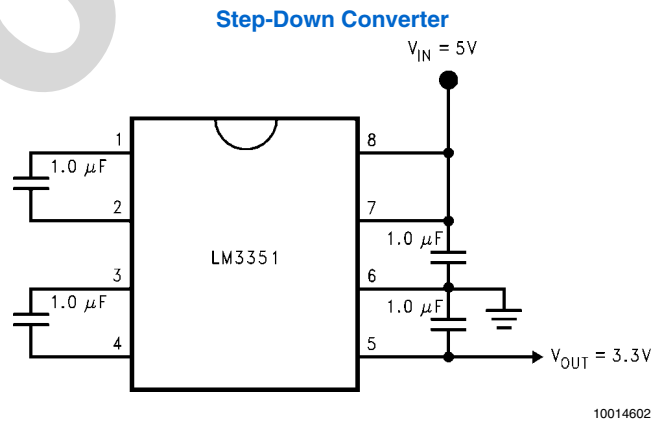 Step-Down Converter
V_IN = 5V
1
8
1.0 μF
2
7
1.0 μF
LM3351
3
6
1.0 μF
1.0 μF
4
5
V_OUT = 3.3V
10014602